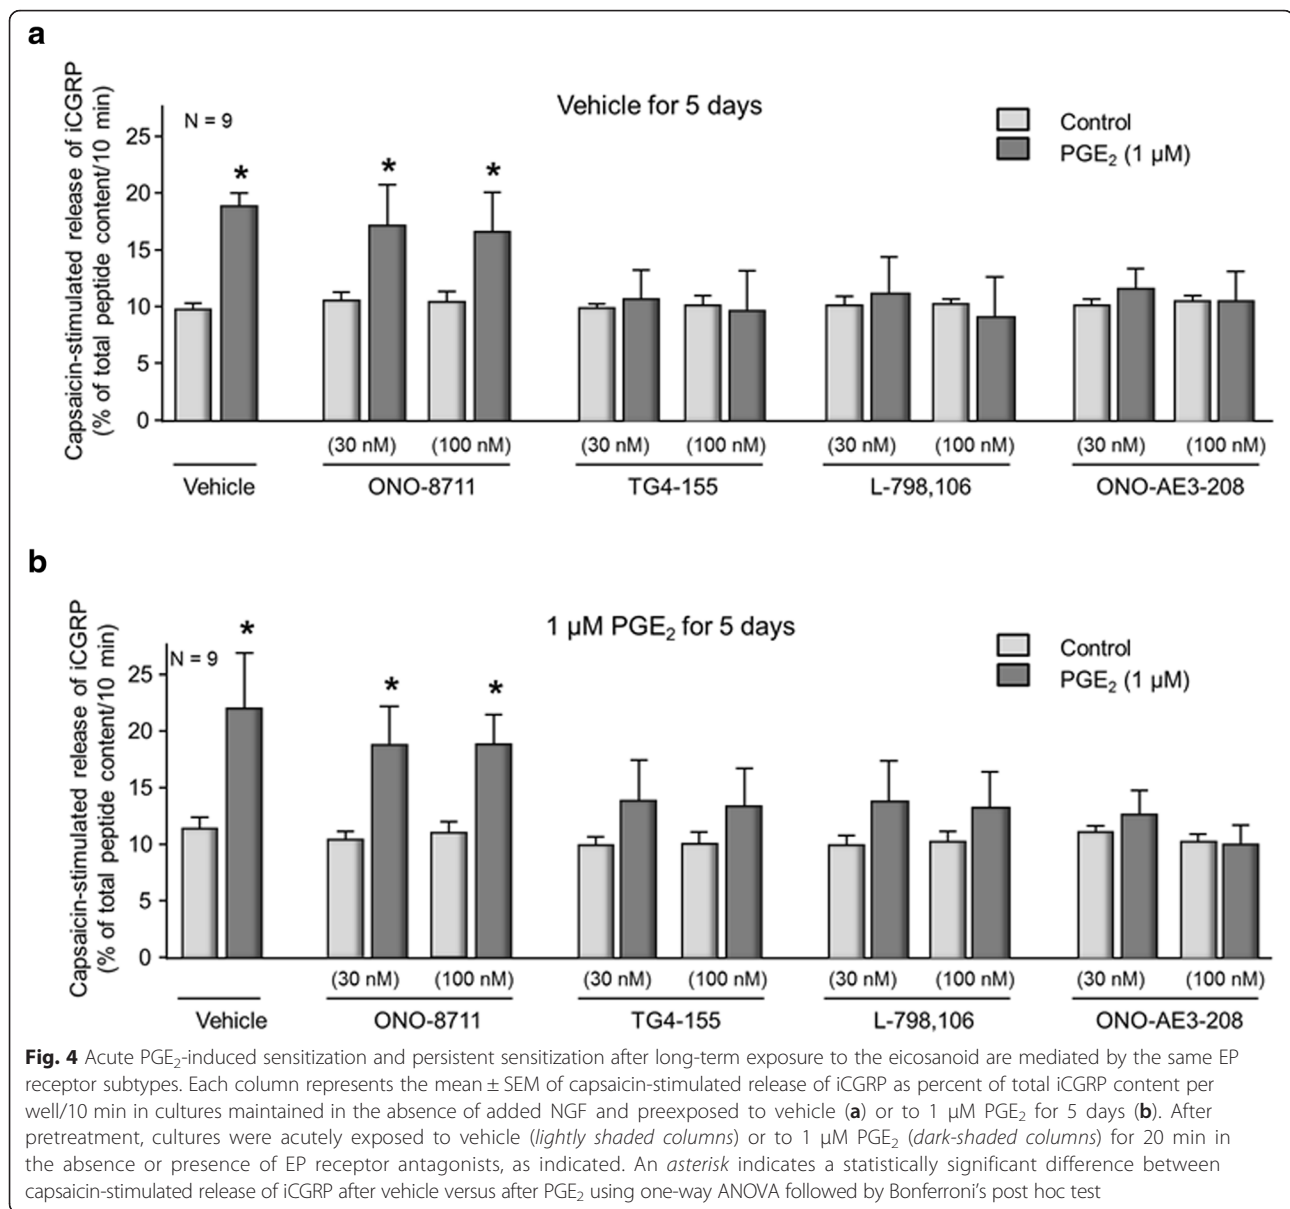 a
Capsaicin-stimulated release of iCGRP
(% of total peptide content/10 min)
Vehicle for 5 days
N = 9
Control
PGE₂ (1 µM)
25
20
15
10
5
0
* * *
(30 nM) (100 nM) (30 nM) (100 nM) (30 nM) (100 nM) (30 nM) (100 nM)
Vehicle ONO-8711 TG4-155 L-798,106 ONO-AE3-208
b
Capsaicin-stimulated release of iCGRP
(% of total peptide content/10 min)
1 µM PGE₂ for 5 days
N = 9
Control
PGE₂ (1 µM)
25
20
15
10
5
0
* * *
(30 nM) (100 nM) (30 nM) (100 nM) (30 nM) (100 nM) (30 nM) (100 nM)
Vehicle ONO-8711 TG4-155 L-798,106 ONO-AE3-208
Fig. 4 Acute PGE₂-induced sensitization and persistent sensitization after long-term exposure to the eicosanoid are mediated by the same EP
receptor subtypes. Each column represents the mean ± SEM of capsaicin-stimulated release of iCGRP as percent of total iCGRP content per
well/10 min in cultures maintained in the absence of added NGF and preexposed to vehicle (a) or to 1 µM PGE₂ for 5 days (b). After
pretreatment, cultures were acutely exposed to vehicle (lightly shaded columns) or to 1 µM PGE₂ (dark-shaded columns) for 20 min in
the absence or presence of EP receptor antagonists, as indicated. An asterisk indicates a statistically significant difference between
capsaicin-stimulated release of iCGRP after vehicle versus after PGE₂ using one-way ANOVA followed by Bonferroni's post hoc test